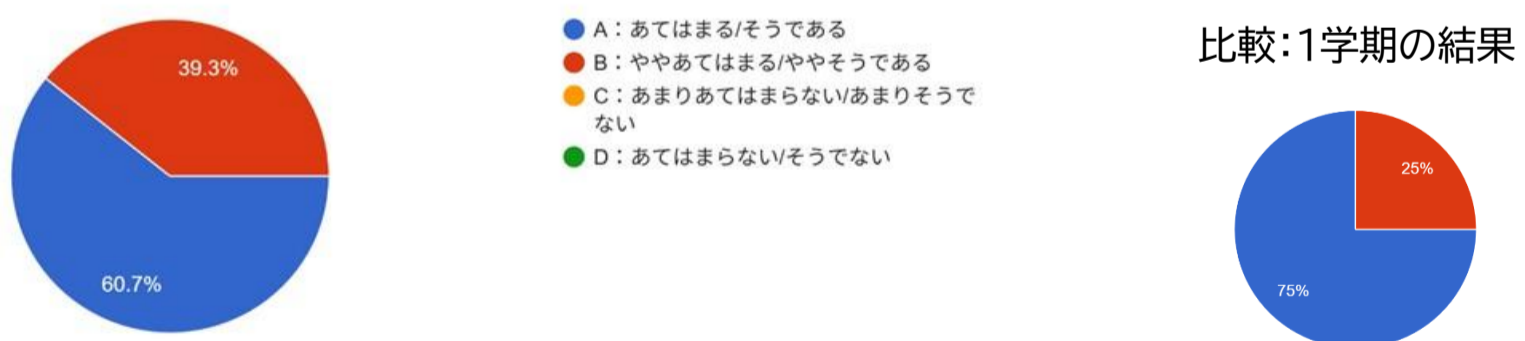 39.3%
60.7%
A：あてはまる/そうである
B：ややあてはまる/ややそうである
C：あまりあてはまらない/あまりそうで
ない
D：あてはまらない/そうでない
比較：1学期の結果
25%
75%